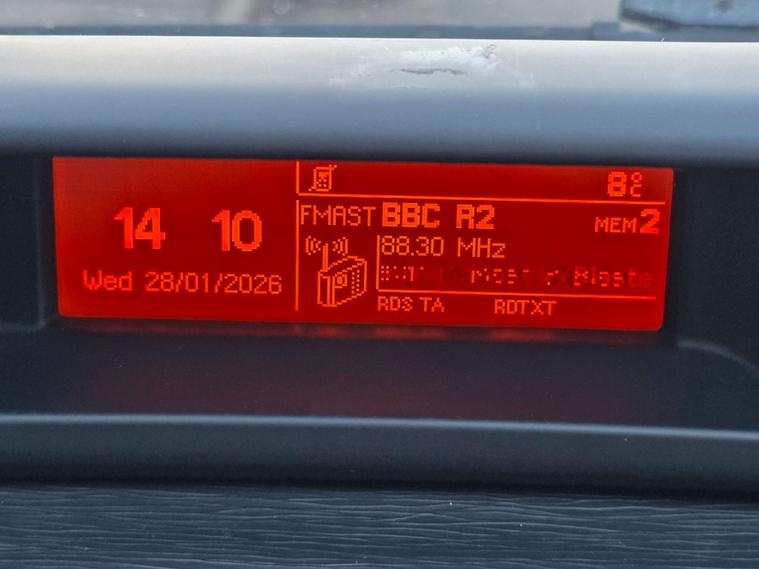 8°C
14 10
Wed 28/01/2026
FMAST BBC R2 MEM2
88.30 MHz
RDS TA RDTXT